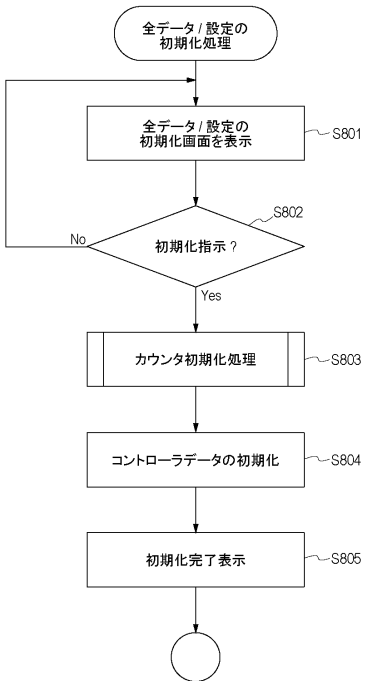 全データ / 設定の
初期化処理
全データ / 設定の
初期化画面を表示
S801
S802
初期化指示？
No
Yes
カウンタ初期化処理
S803
コントローラデータの初期化
S804
初期化完了表示
S805